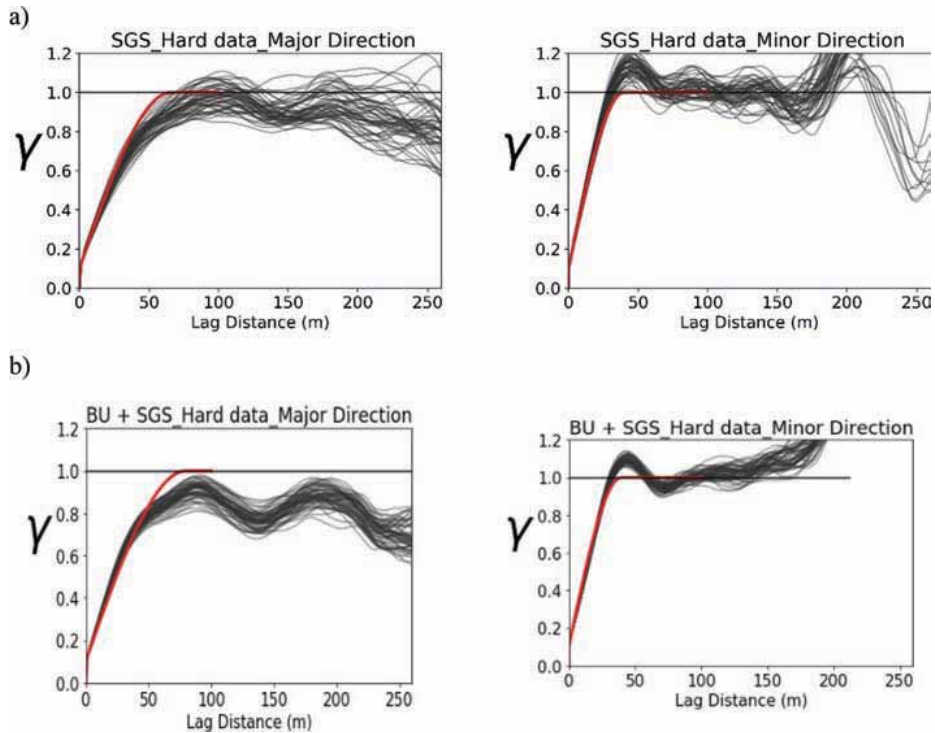 a)
SGS_Hard data_Major Direction
1.2
1.0
0.8
0.6
0.4
0.2
0.0
γ
0 50 100 150 200 250
Lag Distance (m)
SGS_Hard data_Minor Direction
1.2
1.0
0.8
0.6
0.4
0.2
0.0
γ
0 50 100 150 200 250
Lag Distance (m)
b)
BU + SGS_Hard data_Major Direction
1.2
1.0
0.8
0.6
0.4
0.2
0.0
γ
0 50 100 150 200 250
Lag Distance (m)
BU + SGS_Hard data_Minor Direction
1.2
1.0
0.8
0.6
0.4
0.2
0.0
γ
0 50 100 150 200 250
Lag Distance (m)